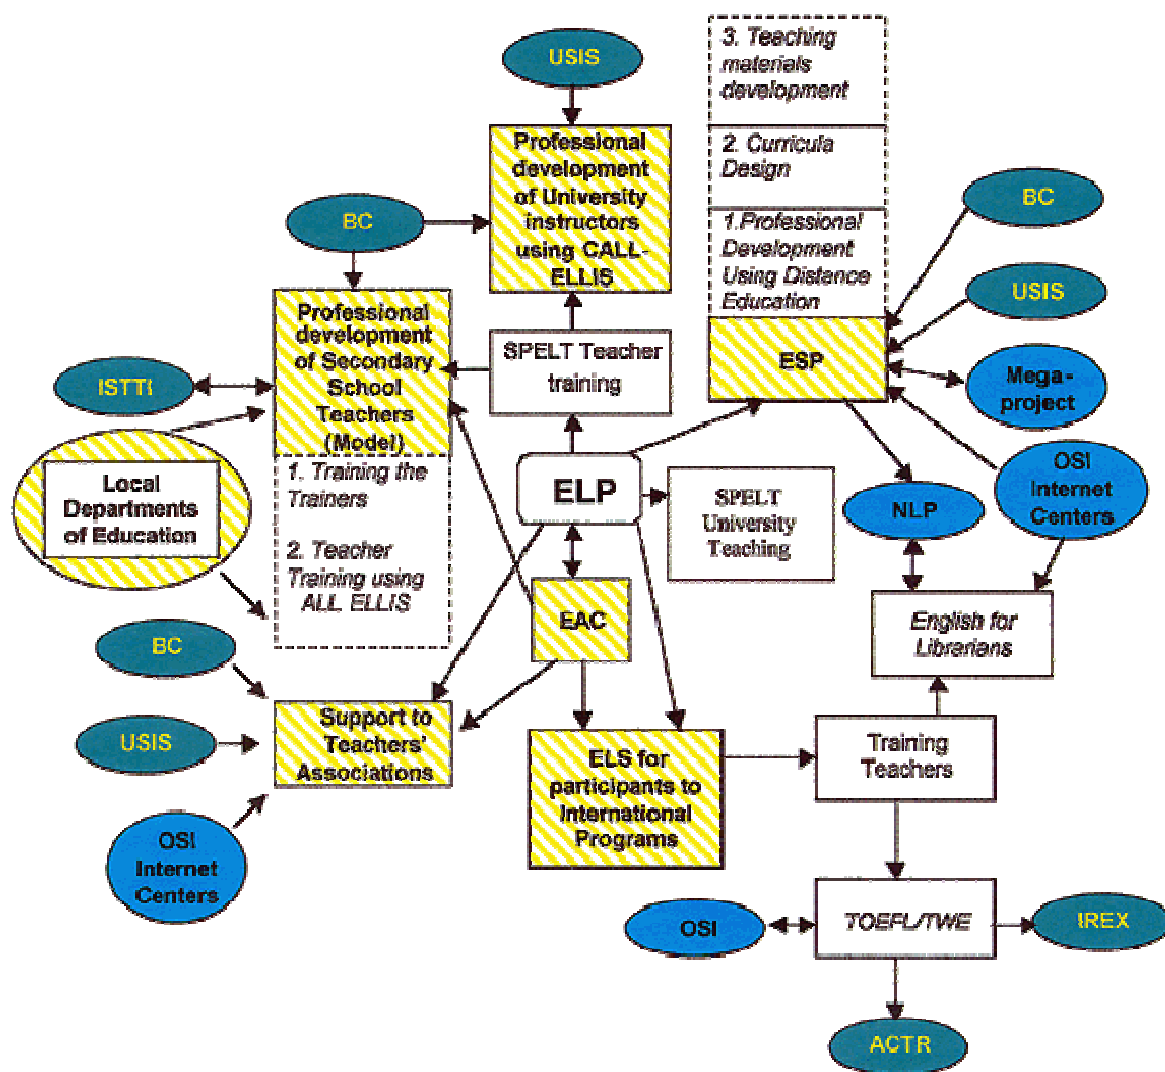 USIS
3. Teaching
materials
development
Professional
development
of University
instructors
using CALL-
ELLIS
2. Curricula
Design
BC
BC
1.Professional
Development
Using Distance
Education
USIS
Professional
development
of Secondary
School
Teachers
(Model)
SPELT Teacher
training
ESP
ISTTI
Mega-
project
Local
Departments
of Education
1. Training the
Trainers
2. Teacher
Training using
ALL ELLIS
ELP
SPELT
University
Teaching
NLP
OSI
Internet
Centers
EAC
English for
Librarians
BC
USIS
Support to
Teachers'
Associations
ELS for
participants to
International
Programs
Training
Teachers
OSI
Internet
Centers
OSI
TOEFL/TWE
IREX
ACTR